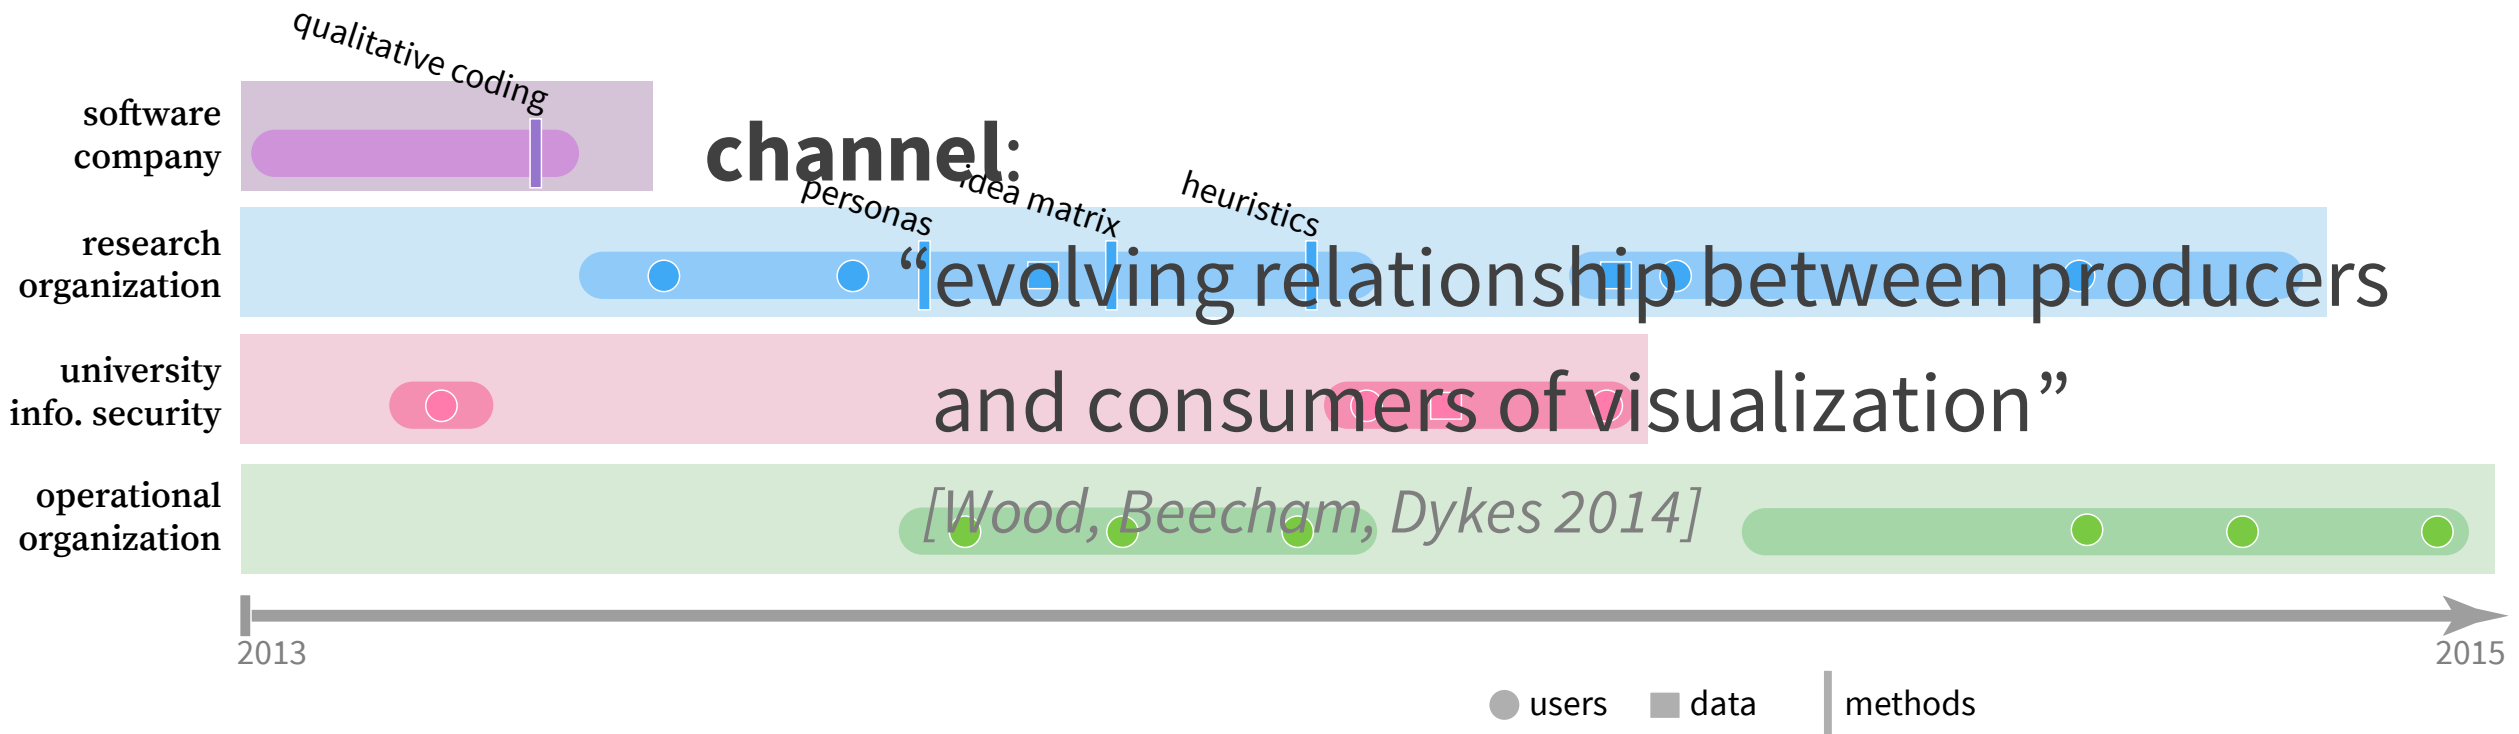 qualitative coding
software
company
channel:
personas
idea matrix
heuristics
research
organization
“evolving relationship between producers
and consumers of visualization”
university
info. security
[Wood, Beecham, Dykes 2014]
operational
organization
2013
2015
users
data
methods